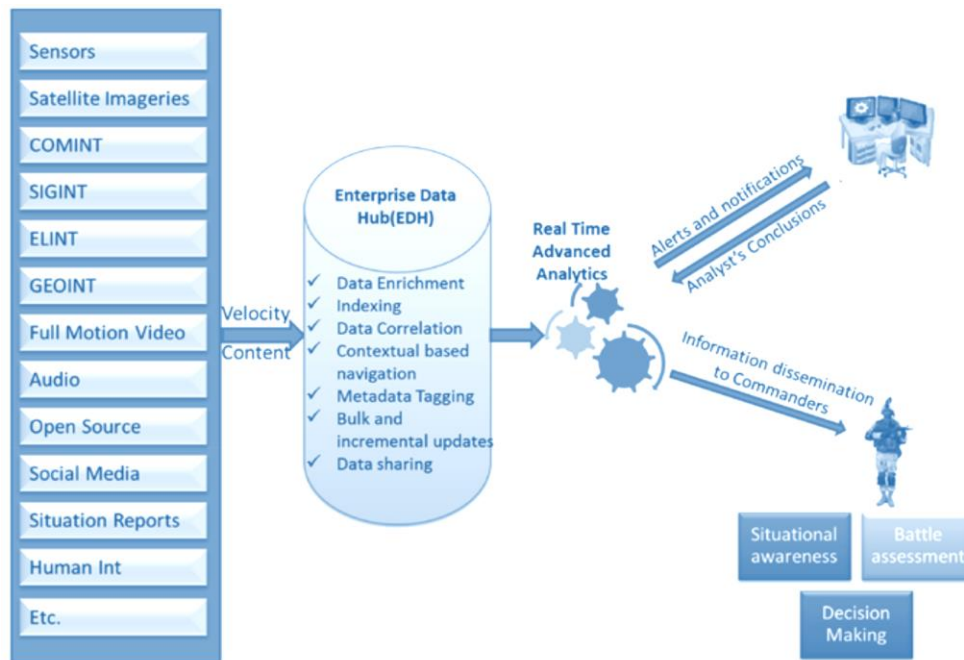 Sensors
Satellite Imageries
COMINT
SIGINT
ELINT
GEOINT
Full Motion Video
Audio
Open Source
Social Media
Situation Reports
Human Int
Etc.
Velocity
Content
Enterprise Data
Hub(EDH)
✓ Data Enrichment
✓ Indexing
✓ Data Correlation
✓ Contextual based
navigation
✓ Metadata Tagging
✓ Bulk and
incremental updates
✓ Data sharing
Real Time
Advanced
Analytics
Alerts and notifications
Analyst's Conclusions
Information dissemination
to Commanders
Situational
awareness
Battle
assessment
Decision
Making